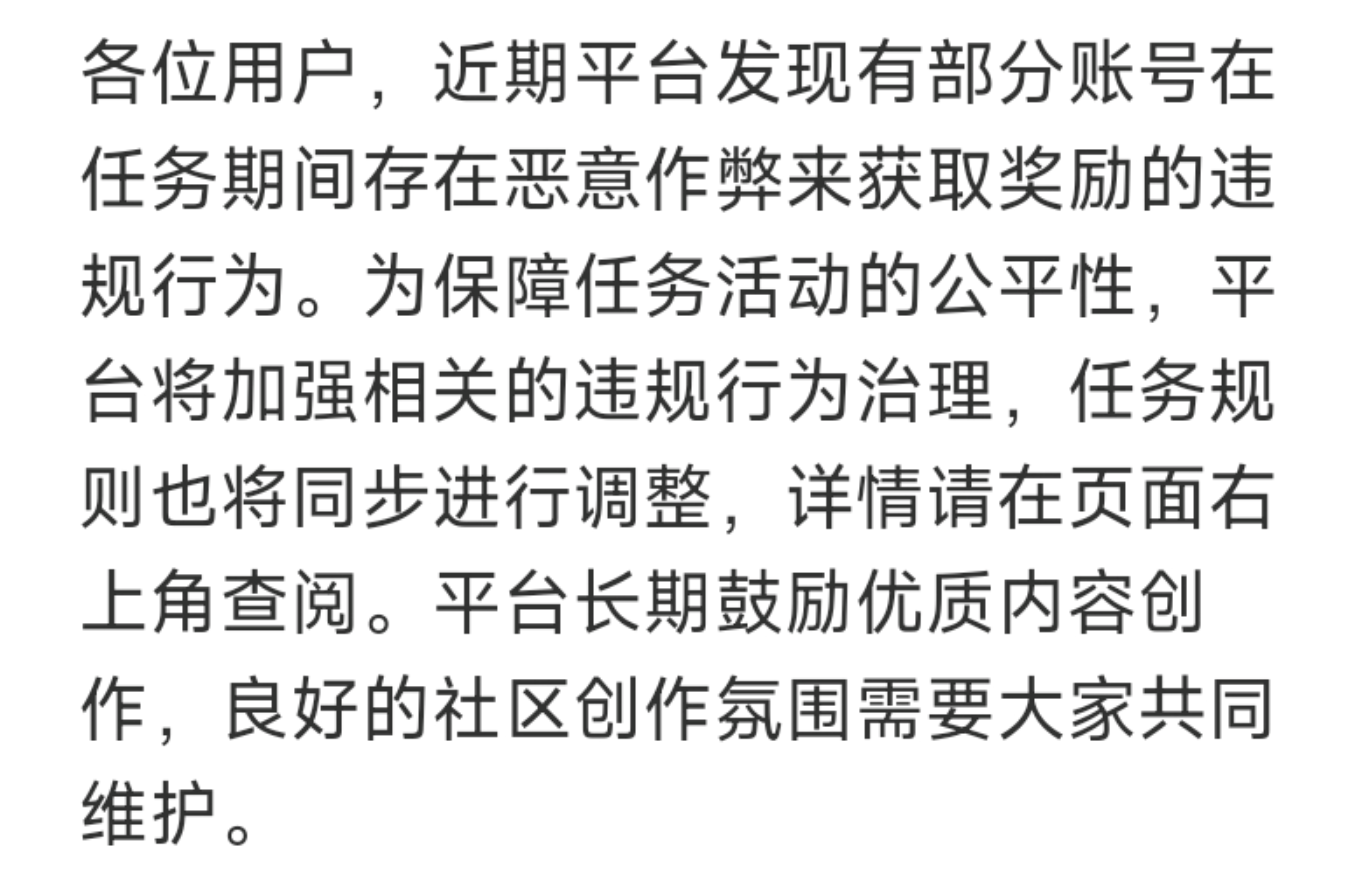 各位用户，近期平台发现有部分账号在
任务期间存在恶意作弊来获取奖励的违
规行为。为保障任务活动的公平性，平
台将加强相关的违规行为治理，任务规
则也将同步进行调整，详情请在页面右
上角查阅。平台长期鼓励优质内容创
作，良好的社区创作氛围需要大家共同
维护。